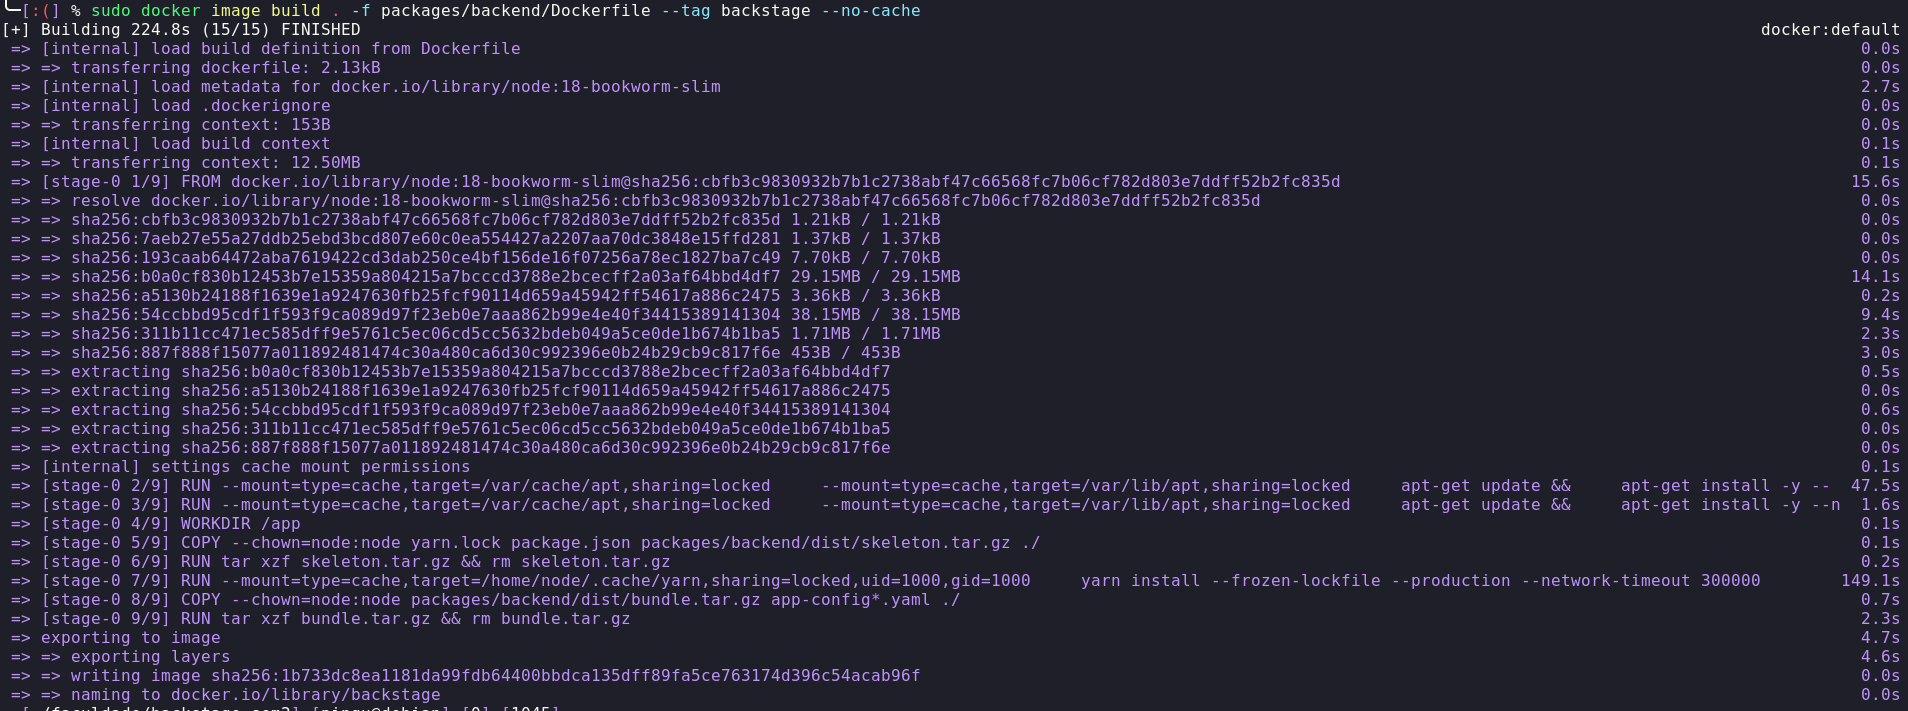 [:(] % sudo docker image build . -f packages/backend/Dockerfile --tag backstage --no-cache
[+] Building 224.8s (15/15) FINISHED docker:default
=> [internal] load build definition from Dockerfile 0.0s
=> => transferring dockerfile: 2.13kB 0.0s
=> [internal] load metadata for docker.io/library/node:18-bookworm-slim 2.7s
=> [internal] load .dockerignore 0.0s
=> => transferring context: 153B 0.0s
=> [internal] load build context 0.1s
=> => transferring context: 12.50MB 0.1s
=> [stage-0 1/9] FROM docker.io/library/node:18-bookworm-slim@sha256:cbfb3c9830932b7b1c2738abf47c66568fc7b06cf782d803e7ddff52b2fc835d 15.6s
=> => resolve docker.io/library/node:18-bookworm-slim@sha256:cbfb3c9830932b7b1c2738abf47c66568fc7b06cf782d803e7ddff52b2fc835d 0.0s
=> => sha256:cbfb3c9830932b7b1c2738abf47c66568fc7b06cf782d803e7ddff52b2fc835d 1.21kB / 1.21kB 0.0s
=> => sha256:7aeb27e55a27ddb25ebd3bcd807e60c0ea554427a2207aa70dc3848e15ffd281 1.37kB / 1.37kB 0.0s
=> => sha256:193caab64472aba7619422cd3dab250ce4bf156de16f07256a78ec1827ba7c49 7.70kB / 7.70kB 0.0s
=> => sha256:b0a0cf830b12453b7e15359a804215a7bcccd3788e2bcecff2a03af64bbd4df7 29.15MB / 29.15MB 14.1s
=> => sha256:a5130b24188f1639e1a9247630fb25fcf90114d659a45942ff54617a886c2475 3.36kB / 3.36kB 0.2s
=> => sha256:54ccbbd95cdf1f593f9ca089d97f23eb0e7aaa862b99e4e40f34415389141304 38.15MB / 38.15MB 9.4s
=> => sha256:311b11cc471ec585dff9e5761c5ec06cd5cc5632bdeb049a5ce0de1b674b1ba5 1.71MB / 1.71MB 2.3s
=> => sha256:887f888f15077a011892481474c30a480ca6d30c992396e0b24b29cb9c817f6e 453B / 453B 3.0s
=> => extracting sha256:b0a0cf830b12453b7e15359a804215a7bcccd3788e2bcecff2a03af64bbd4df7 0.5s
=> => extracting sha256:a5130b24188f1639e1a9247630fb25fcf90114d659a45942ff54617a886c2475 0.0s
=> => extracting sha256:54ccbbd95cdf1f593f9ca089d97f23eb0e7aaa862b99e4e40f34415389141304 0.6s
=> => extracting sha256:311b11cc471ec585dff9e5761c5ec06cd5cc5632bdeb049a5ce0de1b674b1ba5 0.0s
=> => extracting sha256:887f888f15077a011892481474c30a480ca6d30c992396e0b24b29cb9c817f6e 0.0s
=> [internal] settings cache mount permissions 0.1s
=> [stage-0 2/9] RUN --mount=type=cache,target=/var/cache/apt,sharing=locked --mount=type=cache,target=/var/lib/apt,sharing=locked apt-get update && apt-get install -y -- 47.5s
=> [stage-0 3/9] RUN --mount=type=cache,target=/var/cache/apt,sharing=locked --mount=type=cache,target=/var/lib/apt,sharing=locked apt-get update && apt-get install -y --n 1.6s
=> [stage-0 4/9] WORKDIR /app 0.1s
=> [stage-0 5/9] COPY --chown=node:node yarn.lock package.json packages/backend/dist/skeleton.tar.gz ./ 0.1s
=> [stage-0 6/9] RUN tar xzf skeleton.tar.gz && rm skeleton.tar.gz 0.2s
=> [stage-0 7/9] RUN --mount=type=cache,target=/home/node/.cache/yarn,sharing=locked,uid=1000,gid=1000 yarn install --frozen-lockfile --production --network-timeout 300000 149.1s
=> [stage-0 8/9] COPY --chown=node:node packages/backend/dist/bundle.tar.gz app-config*.yaml ./ 0.7s
=> [stage-0 9/9] RUN tar xzf bundle.tar.gz && rm bundle.tar.gz 2.3s
=> exporting to image 4.7s
=> => exporting layers 4.6s
=> => writing image sha256:1b733dc8ea1181da99fdb64400bbdca135dff89fa5ce763174d396c54acab96f 0.0s
=> => naming to docker.io/library/backstage 0.0s